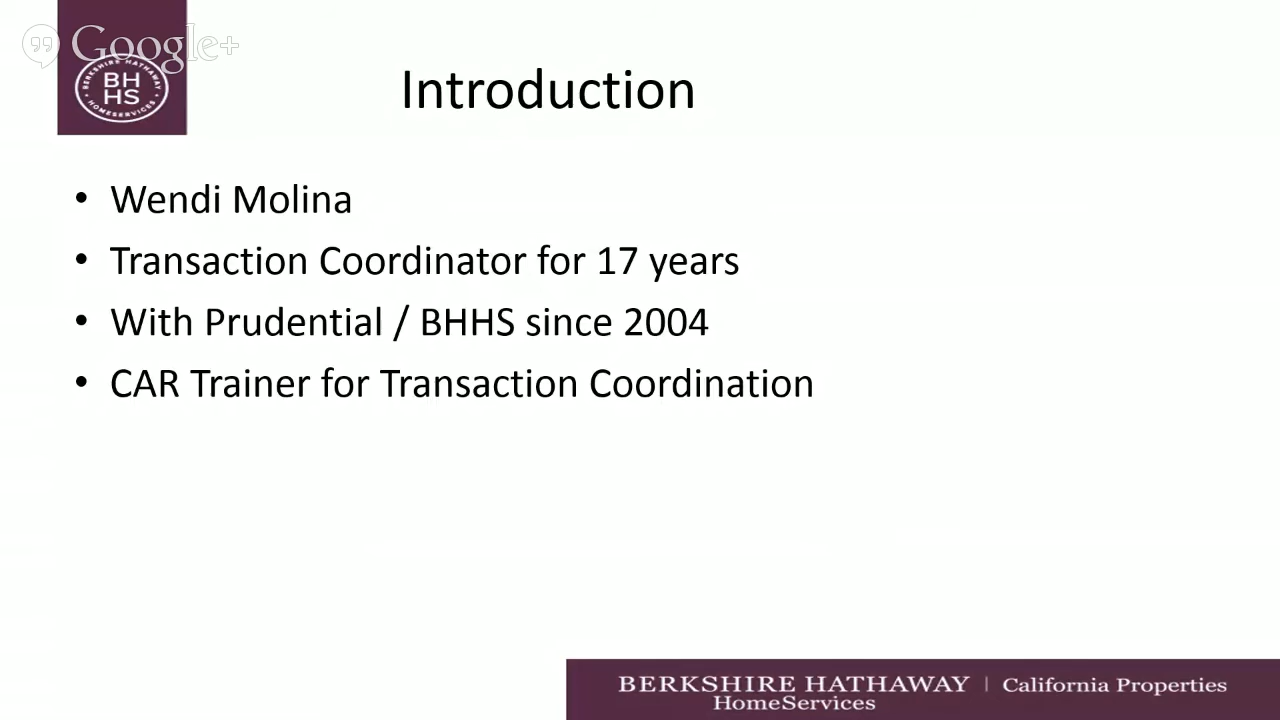 Google+
BERKSHIRE HATHAWAY
BH
HS
HOMESERVICES
Introduction
• Wendi Molina
• Transaction Coordinator for 17 years
• With Prudential / BHHS since 2004
• CAR Trainer for Transaction Coordination
BERKSHIRE HATHAWAY | California Properties
HomeServices